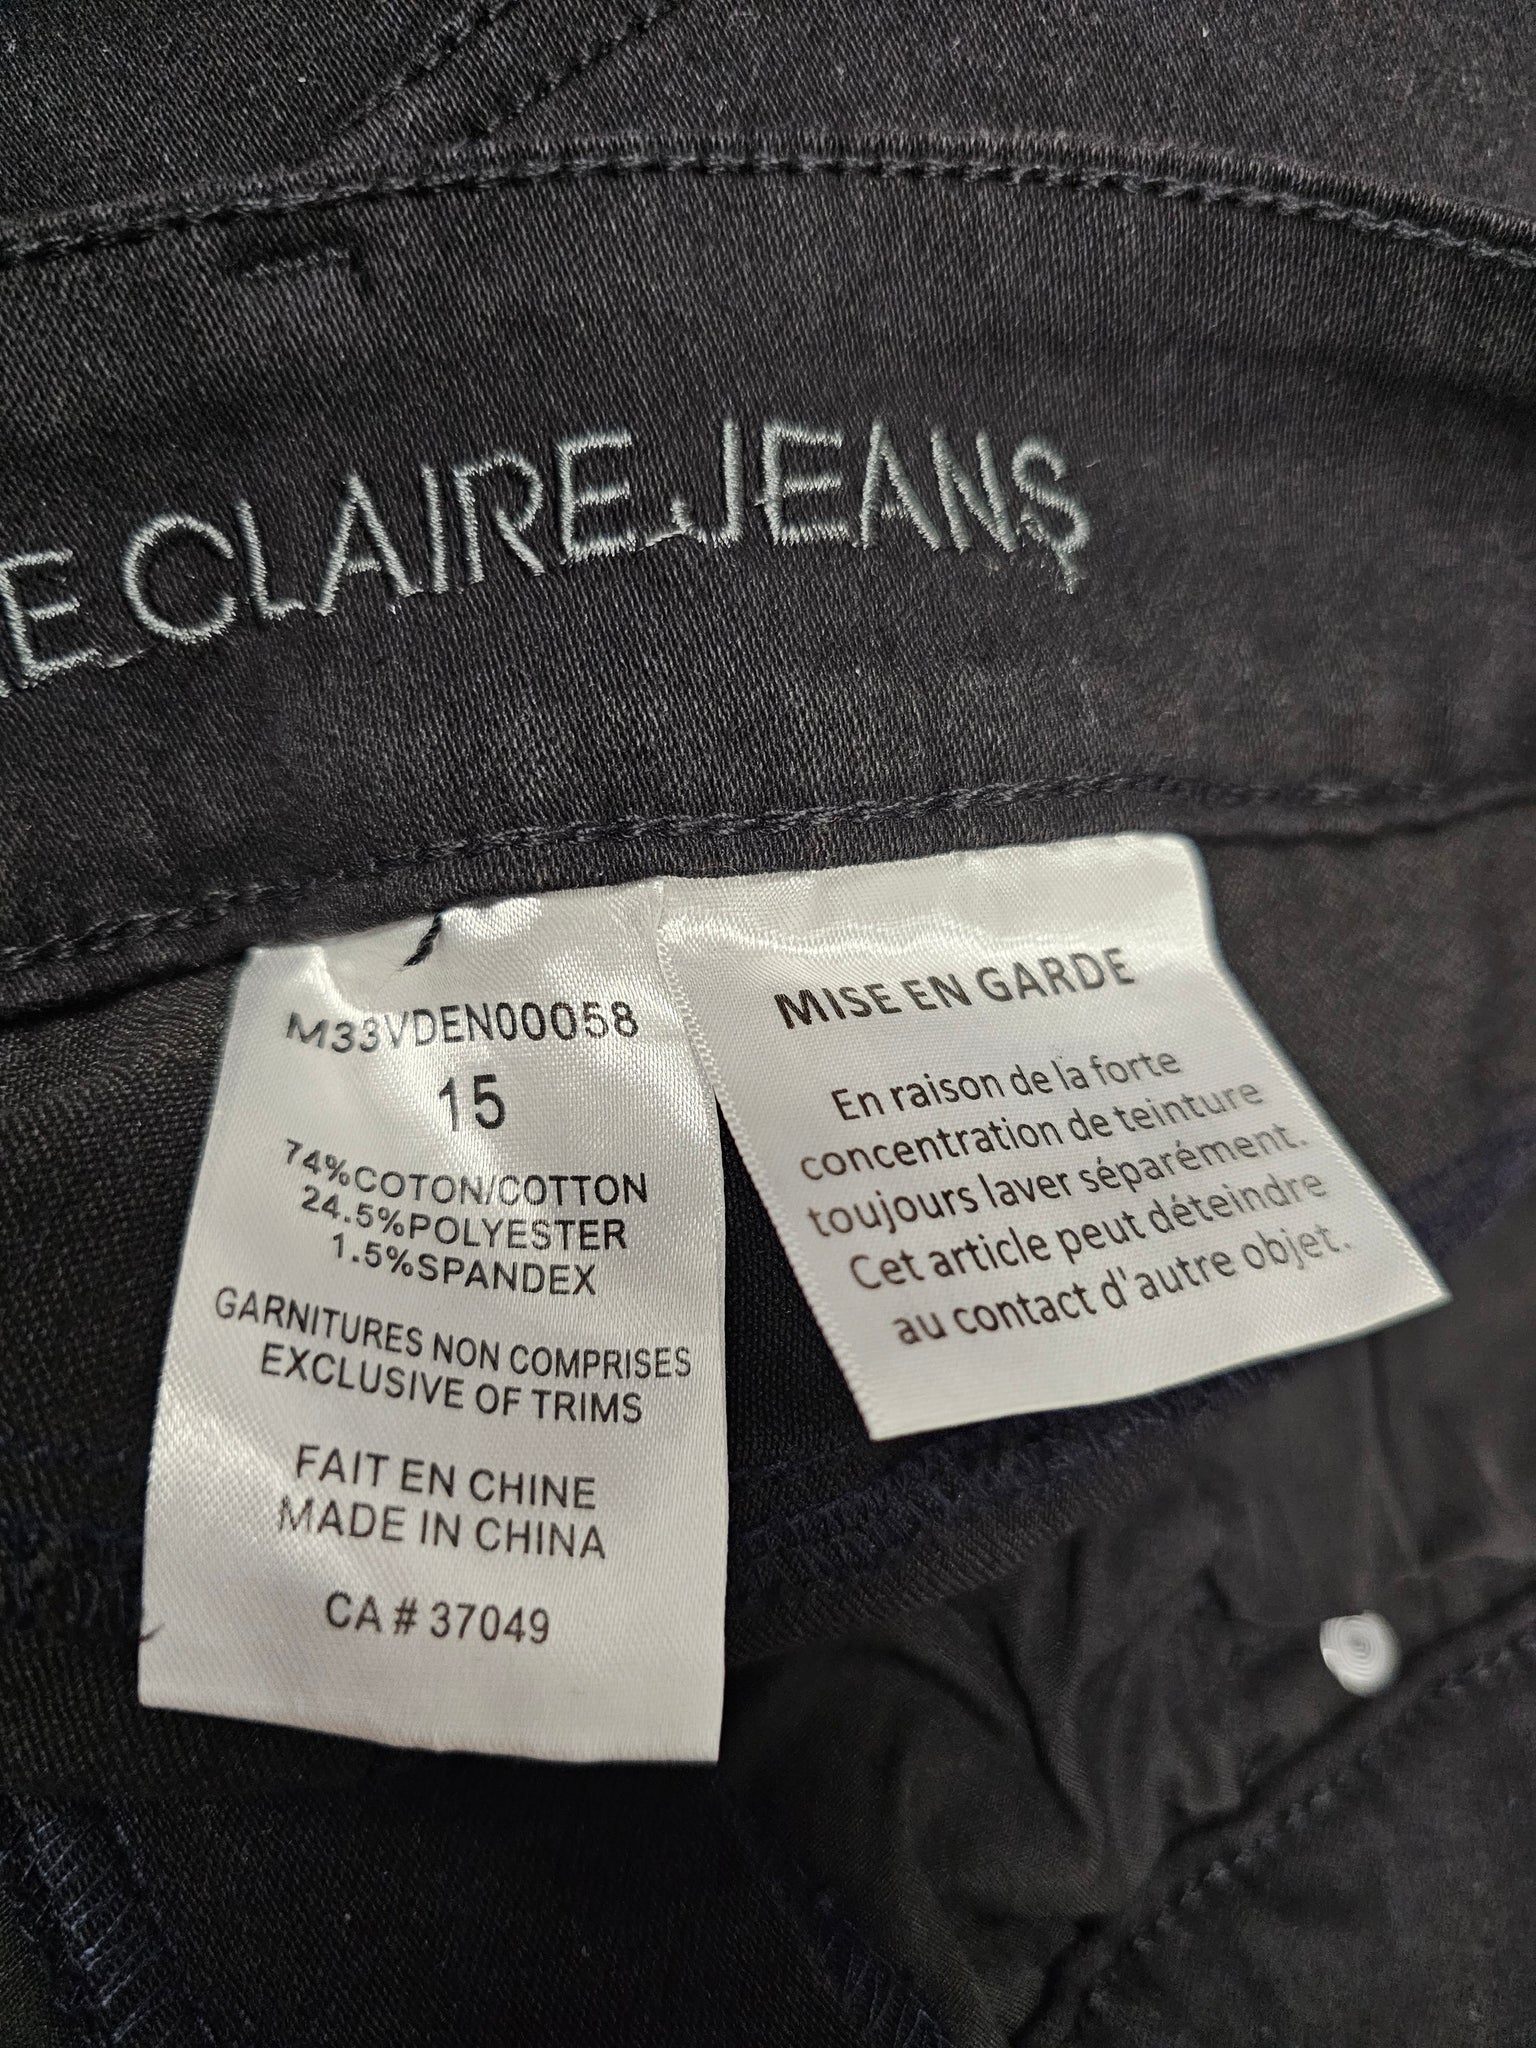 E CLAIRE JEANS
M33VDEN00058
15
74%COTON/COTTON
24.5%POLYESTER
1.5%SPANDEX
GARNITURES NON COMPRISES
EXCLUSIVE OF TRIMS
FAIT EN CHINE
MADE IN CHINA
CA # 37049
MISE EN GARDE
En raison de la forte
concentration de teinture
toujours laver séparément.
Cet article peut déteindre
au contact d'autre objet.